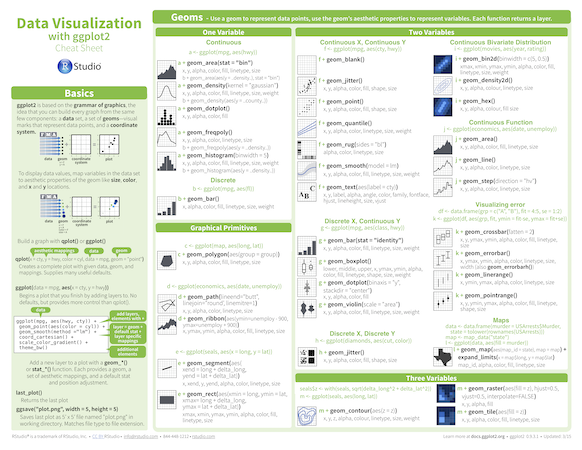 Data Visualization
with ggplot2
Cheat Sheet
R Studio
Basics
ggplot2 is based on the grammar of graphics, the
idea that you can build every graph from the same
few components: a data set, a set of geoms—visual
marks that represent data points, and a coordinate
system.
data geom coordinate system plot
To display data values, map variables in the data set
to aesthetic properties of the geom like size, color,
and x and y locations.
data geom coordinate system plot
Build a graph with qplot() or ggplot()
aesthetic mappings data geom
qplot(x = cty, y = hwy, color = cyl, data = mpg, geom = "point")
Creates a complete plot with given data, geom, and
mappings. Supplies many useful defaults.
ggplot(data = mpg, aes(x = cty, y = hwy))
Begins a plot that you finish by adding layers to. No
defaults, but provides more control than qplot().
data
ggplot(mpg, aes(hwy, cty)) +
geom_point(aes(color = cyl)) +
geom_smooth(method ="lm") +
coord_cartesian() +
scale_color_gradient() +
theme_bw()
add layers,
elements with +
layer = geom +
default stat +
layer specific
mappings
additional
elements
Add a new layer to a plot with a geom_*()
or stat_*() function. Each provides a geom, a
set of aesthetic mappings, and a default stat
and position adjustment.
last_plot()
Returns the last plot
ggsave("plot.png", width = 5, height = 5)
Saves last plot as 5' x 5' file named "plot.png" in
working directory. Matches file type to file extension.
Geoms - Use a geom to represent data points, use the geom's aesthetic properties to represent variables. Each function returns a layer.
One Variable
Continuous
a <- ggplot(mpg, aes(hwy))
a + geom_area(stat = "bin")
x, y, alpha, color, fill, linetype, size
b + geom_area(aes(y = ..density..), stat = "bin")
a + geom_density(kernel = "gaussian")
x, y, alpha, color, fill, linetype, size, weight
b + geom_density(aes(y = ..county..))
a + geom_dotplot()
x, y, alpha, color, fill
a + geom_freqpoly()
x, y, alpha, color, linetype, size
b + geom_freqpoly(aes(y = ..density..))
a + geom_histogram(binwidth = 5)
x, y, alpha, color, fill, linetype, size, weight
b + geom_histogram(aes(y = ..density..))
Discrete
b <- ggplot(mpg, aes(fl))
b + geom_bar()
x, alpha, color, fill, linetype, size, weight
Graphical Primitives
c <- ggplot(map, aes(long, lat))
c + geom_polygon(aes(group = group))
x, y, alpha, color, fill, linetype, size
d <- ggplot(economics, aes(date, unemploy))
d + geom_path(lineend="butt",
linejoin="round", linemitre=1)
x, y, alpha, color, linetype, size
d + geom_ribbon(aes(ymin=unemploy - 900,
ymax=unemploy + 900))
x, ymax, ymin, alpha, color, fill, linetype, size
e <- ggplot(seals, aes(x = long, y = lat))
e + geom_segment(aes(
xend = long + delta_long,
yend = lat + delta_lat))
x, xend, y, yend, alpha, color, linetype, size
e + geom_rect(aes(xmin = long, ymin = lat,
xmax= long + delta_long,
ymax = lat + delta_lat))
xmax, xmin, ymax, ymin, alpha, color, fill,
linetype, size
Two Variables
Continuous X, Continuous Y
f <- ggplot(mpg, aes(cty, hwy))
f + geom_blank()
f + geom_jitter()
x, y, alpha, color, fill, shape, size
f + geom_point()
x, y, alpha, color, fill, shape, size
f + geom_quantile()
x, y, alpha, color, linetype, size, weight
f + geom_rug(sides = "bl")
alpha, color, linetype, size
f + geom_smooth(model = lm)
x, y, alpha, color, fill, linetype, size, weight
f + geom_text(aes(label = cty))
x, y, label, alpha, angle, color, family, fontface,
hjust, lineheight, size, vjust
Discrete X, Continuous Y
g <- ggplot(mpg, aes(class, hwy))
g + geom_bar(stat = "identity")
x, y, alpha, color, fill, linetype, size, weight
g + geom_boxplot()
lower, middle, upper, x, ymax, ymin, alpha,
color, fill, linetype, shape, size, weight
g + geom_dotplot(binaxis = "y",
stackdir = "center")
x, y, alpha, color, fill
g + geom_violin(scale = "area")
x, y, alpha, color, fill, linetype, size, weight
Discrete X, Discrete Y
h <- ggplot(diamonds, aes(cut, color))
h + geom_jitter()
x, y, alpha, color, fill, shape, size
Continuous Bivariate Distribution
i <- ggplot(movies, aes(year, rating))
i + geom_bin2d(binwidth = c(5, 0.5))
xmax, xmin, ymax, ymin, alpha, color, fill,
linetype, size, weight
i + geom_density2d()
x, y, alpha, colour, linetype, size
i + geom_hex()
x, y, alpha, colour, fill size
Continuous Function
j <- ggplot(economics, aes(date, unemploy))
j + geom_area()
x, y, alpha, color, fill, linetype, size
j + geom_line()
x, y, alpha, color, linetype, size
j + geom_step(direction = "hv")
x, y, alpha, color, linetype, size
Visualizing error
df <- data.frame(grp = c("A", "B"), fit = 4:5, se = 1:2)
k <- ggplot(df, aes(grp, fit, ymin = fit-se, ymax = fit+se))
k + geom_crossbar(fatten = 2)
x, y, ymax, ymin, alpha, color, fill, linetype,
size
k + geom_errorbar()
x, ymax, ymin, alpha, color, linetype, size,
width (also geom_errorbarh())
k + geom_linerange()
x, ymin, ymax, alpha, color, linetype, size
k + geom_pointrange()
x, y, ymin, ymax, alpha, color, fill, linetype,
shape, size
Maps
data <- data.frame(murder = USArrests$Murder,
state = tolower(rownames(USArrests)))
map <- map_data("state")
l <- ggplot(data, aes(fill = murder))
l + geom_map(aes(map_id = state), map = map) +
expand_limits(x = map$long, y = map$lat)
map_id, alpha, color, fill, linetype, size
Three Variables
seals$z <- with(seals, sqrt(delta_long^2 + delta_lat^2))
m <- ggplot(seals, aes(long, lat))
m + geom_contour(aes(z = z))
x, y, z, alpha, colour, linetype, size, weight
m + geom_raster(aes(fill = z), hjust=0.5,
vjust=0.5, interpolate=FALSE)
x, y, alpha, fill
m + geom_tile(aes(fill = z))
x, y, alpha, color, fill, linetype, size
RStudio® is a trademark of RStudio, Inc. • CC BY RStudio • info@rstudio.com • 844-448-1212 • rstudio.com
Learn more at docs.ggplot2.org • ggplot2 0.9.3.1 • Updated: 3/15